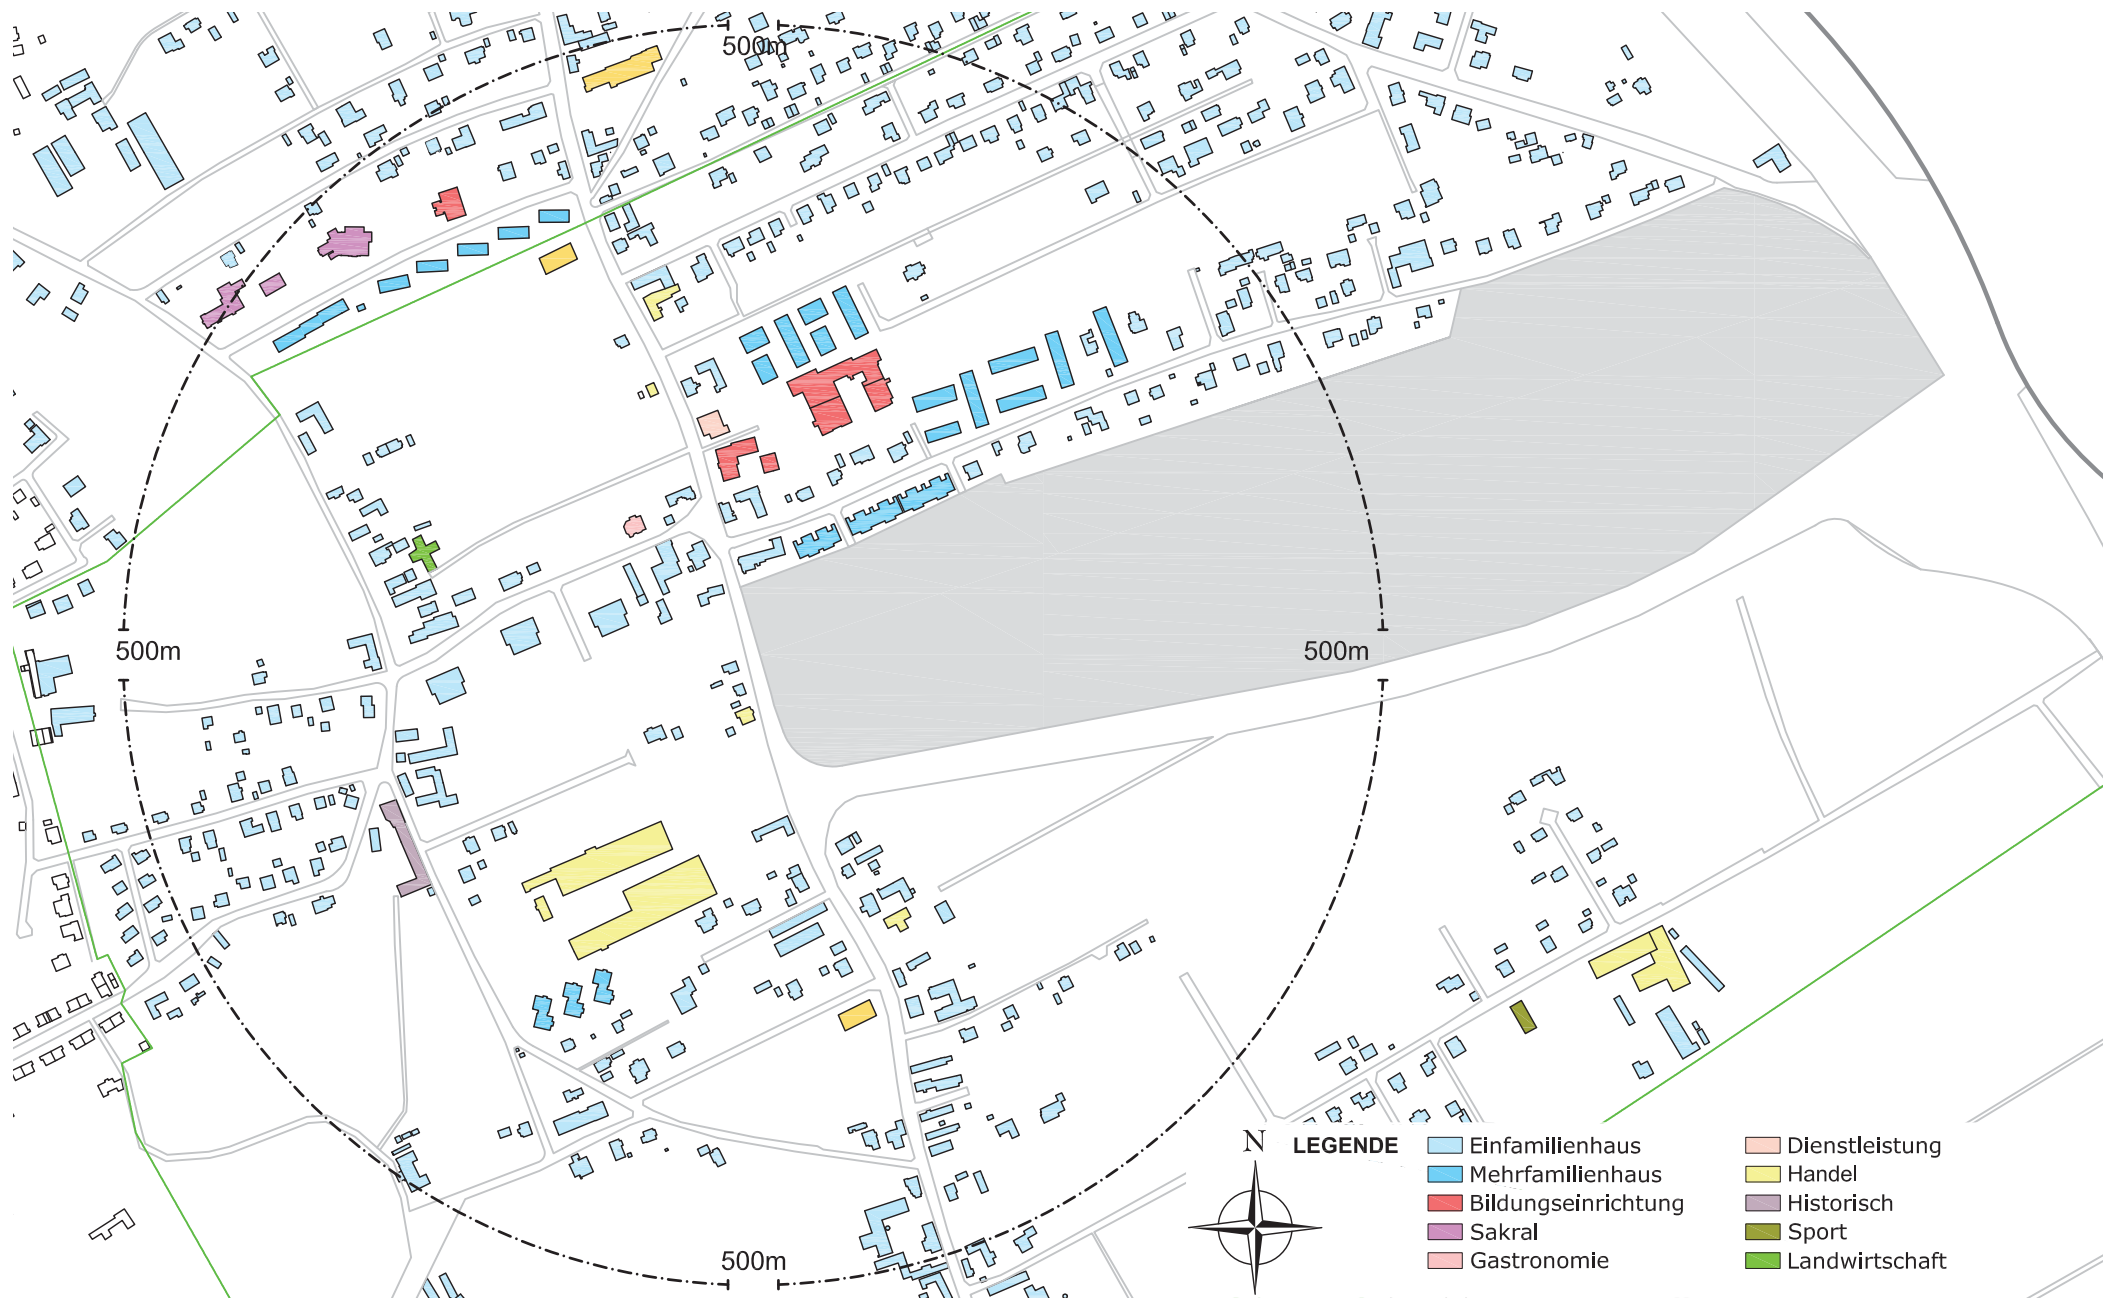 500m
500m
500m
N
LEGENDE
Einfamilienhaus
Mehrfamilienhaus
Bildungseinrichtung
Sakral
Gastronomie
Dienstleistung
Handel
Historisch
Sport
Landwirtschaft
500m